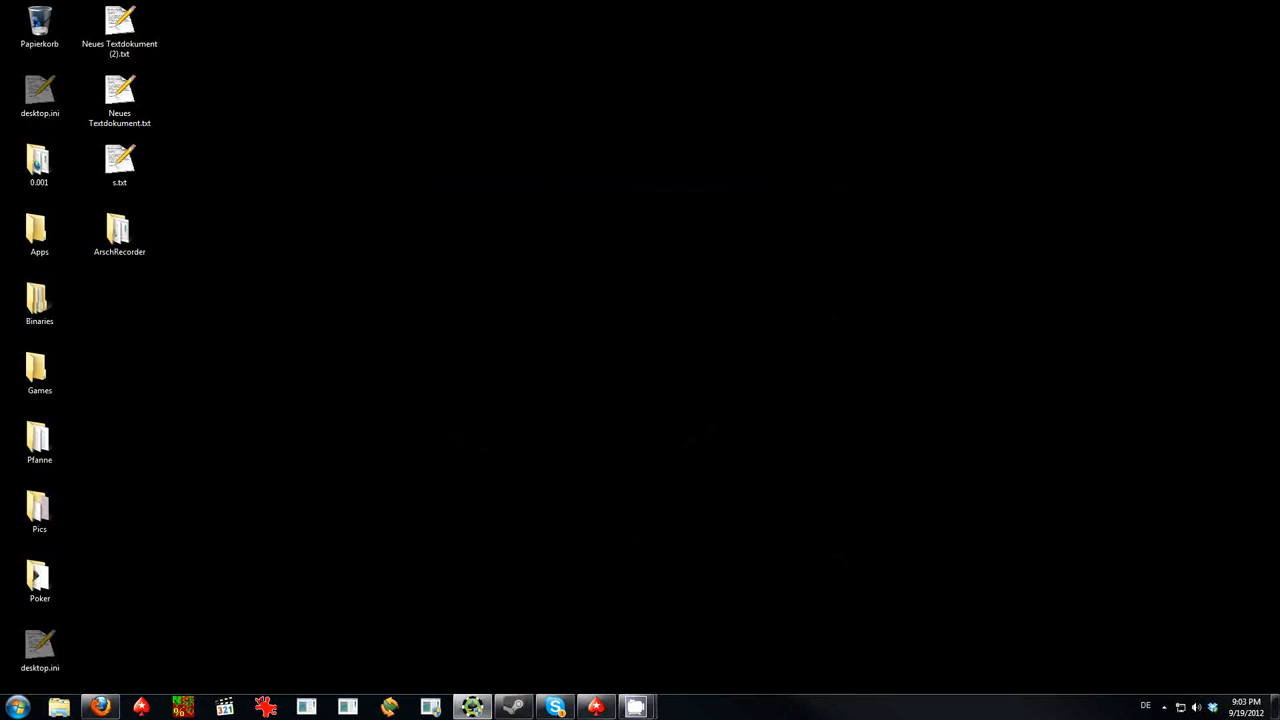 Papierkorb
Neues Textdokument
(2).txt
desktop.ini
Neues
Textdokument.txt
0.001
s.txt
Apps
ArschRecorder
Binaries
Games
Pfanne
Pics
Poker
desktop.ini
%
321
DE
9:03 PM
9/19/2012